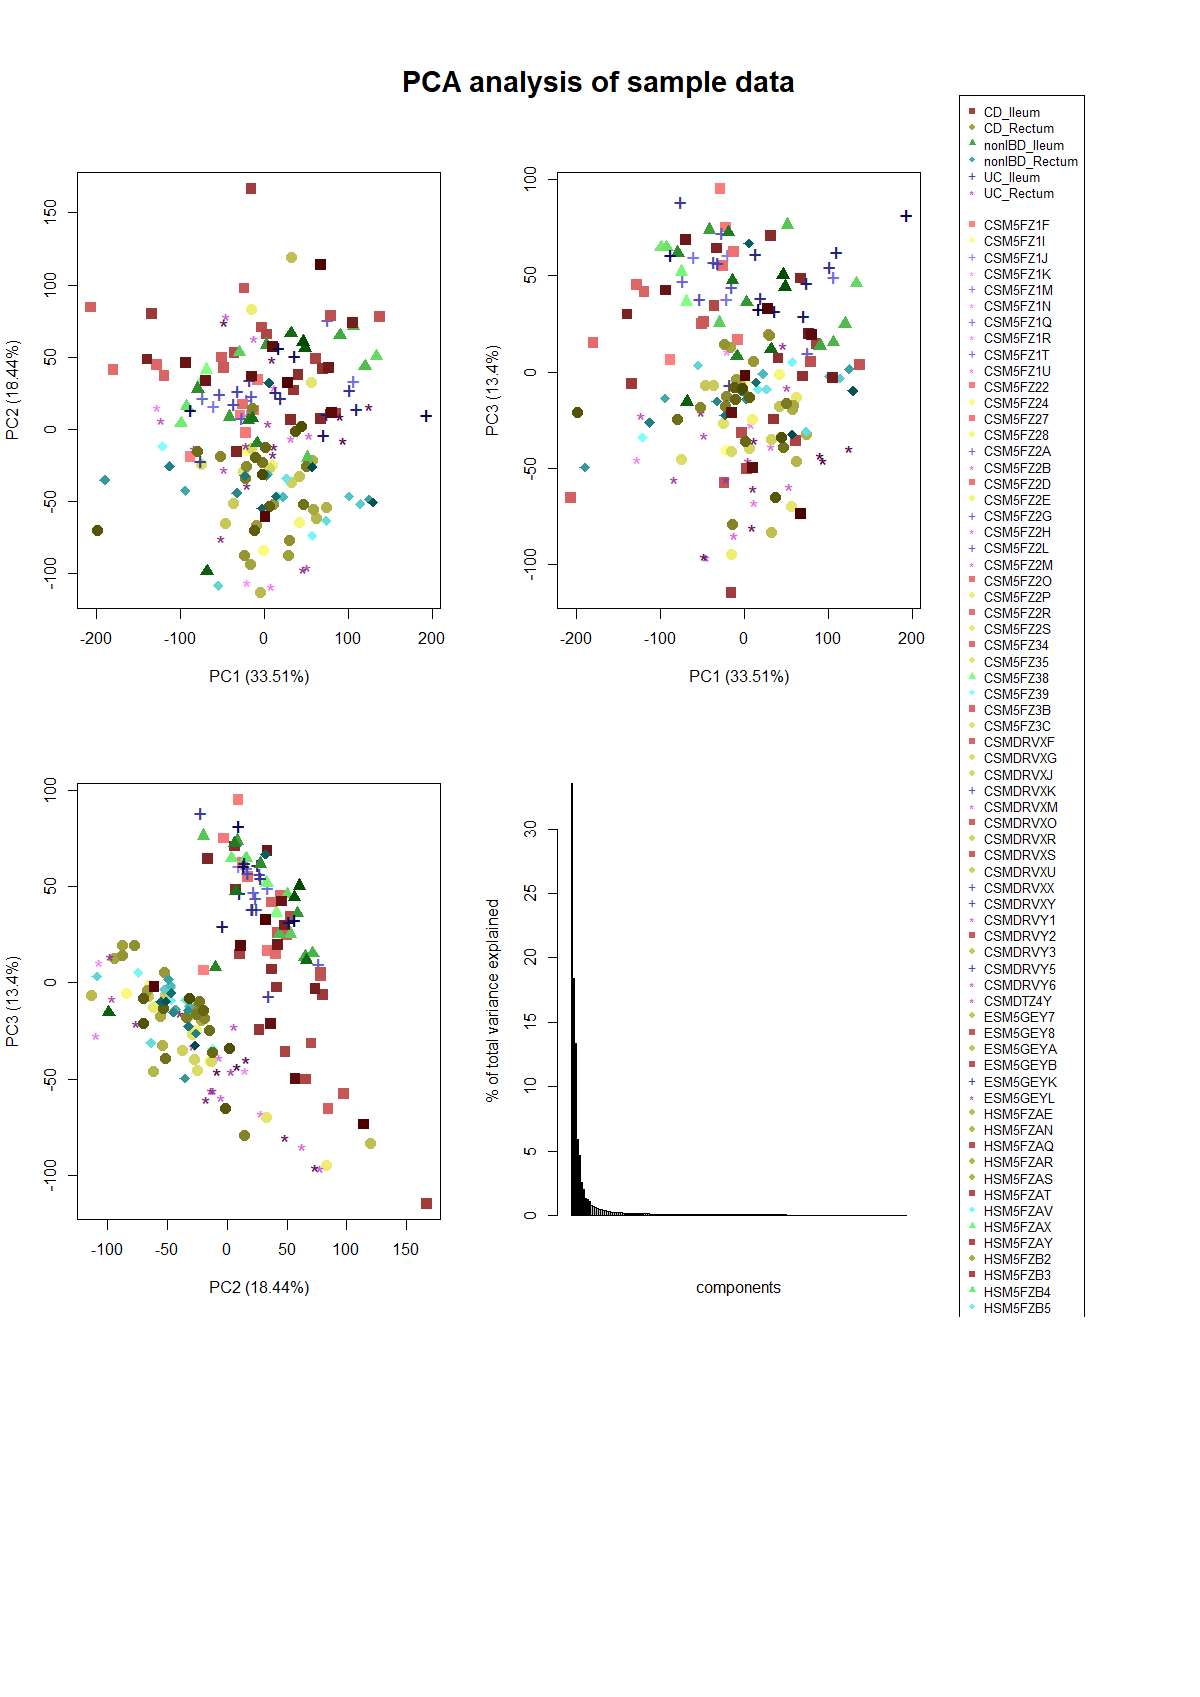 PCA analysis of sample data
150
100
50
0
-50
-100
PC2 (18.44%)
-200 -100 0 100 200
PC1 (33.51%)
100
50
0
-50
-100
PC3 (13.4%)
-200 -100 0 100 200
PC1 (33.51%)
100
50
0
-50
-100
PC3 (13.4%)
-100 -50 0 50 100 150
PC2 (18.44%)
30
25
20
15
10
5
0
% of total variance explained
components
CD_Ileum
CD_Rectum
nonIBD_Ileum
nonIBD_Rectum
UC_Ileum
UC_Rectum
CSM5FZ1F
CSM5FZ1I
CSM5FZ1J
CSM5FZ1K
CSM5FZ1M
CSM5FZ1N
CSM5FZ1Q
CSM5FZ1R
CSM5FZ1T
CSM5FZ1U
CSM5FZ22
CSM5FZ24
CSM5FZ27
CSM5FZ28
CSM5FZ2A
CSM5FZ2B
CSM5FZ2D
CSM5FZ2E
CSM5FZ2G
CSM5FZ2H
CSM5FZ2L
CSM5FZ2M
CSM5FZ2O
CSM5FZ2P
CSM5FZ2R
CSM5FZ2S
CSM5FZ34
CSM5FZ35
CSM5FZ38
CSM5FZ39
CSM5FZ3B
CSM5FZ3C
CSMDRVXF
CSMDRVXG
CSMDRVXJ
CSMDRVXK
CSMDRVXM
CSMDRVXO
CSMDRVXR
CSMDRVXS
CSMDRVXU
CSMDRVXX
CSMDRVXY
CSMDRVY1
CSMDRVY2
CSMDRVY3
CSMDRVY5
CSMDRVY6
CSMDTZ4Y
ESM5GEY7
ESM5GEY8
ESM5GEYA
ESM5GEYB
ESM5GEYK
ESM5GEYL
HSM5FZAE
HSM5FZAN
HSM5FZAQ
HSM5FZAR
HSM5FZAS
HSM5FZAT
HSM5FZAV
HSM5FZAX
HSM5FZAY
HSM5FZB2
HSM5FZB3
HSM5FZB4
HSM5FZB5